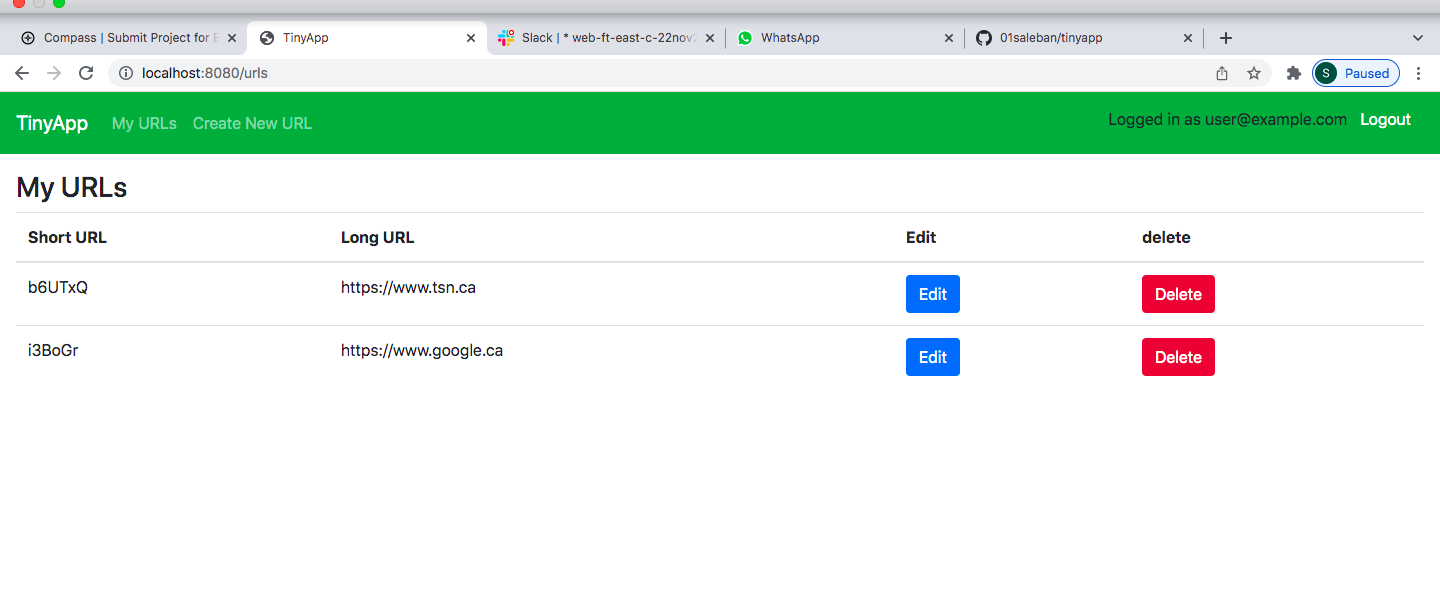 Compass | Submit Project for E
TinyApp
Slack | * web-ft-east-c-22nov2
WhatsApp
01saleban/tinyapp
localhost:8080/urls
S
Paused
TinyApp
My URLs
Create New URL
Logged in as user@example.com
Logout
My URLs
Short URL
Long URL
Edit
delete
b6UTxQ
https://www.tsn.ca
Edit
Delete
i3BoGr
https://www.google.ca
Edit
Delete